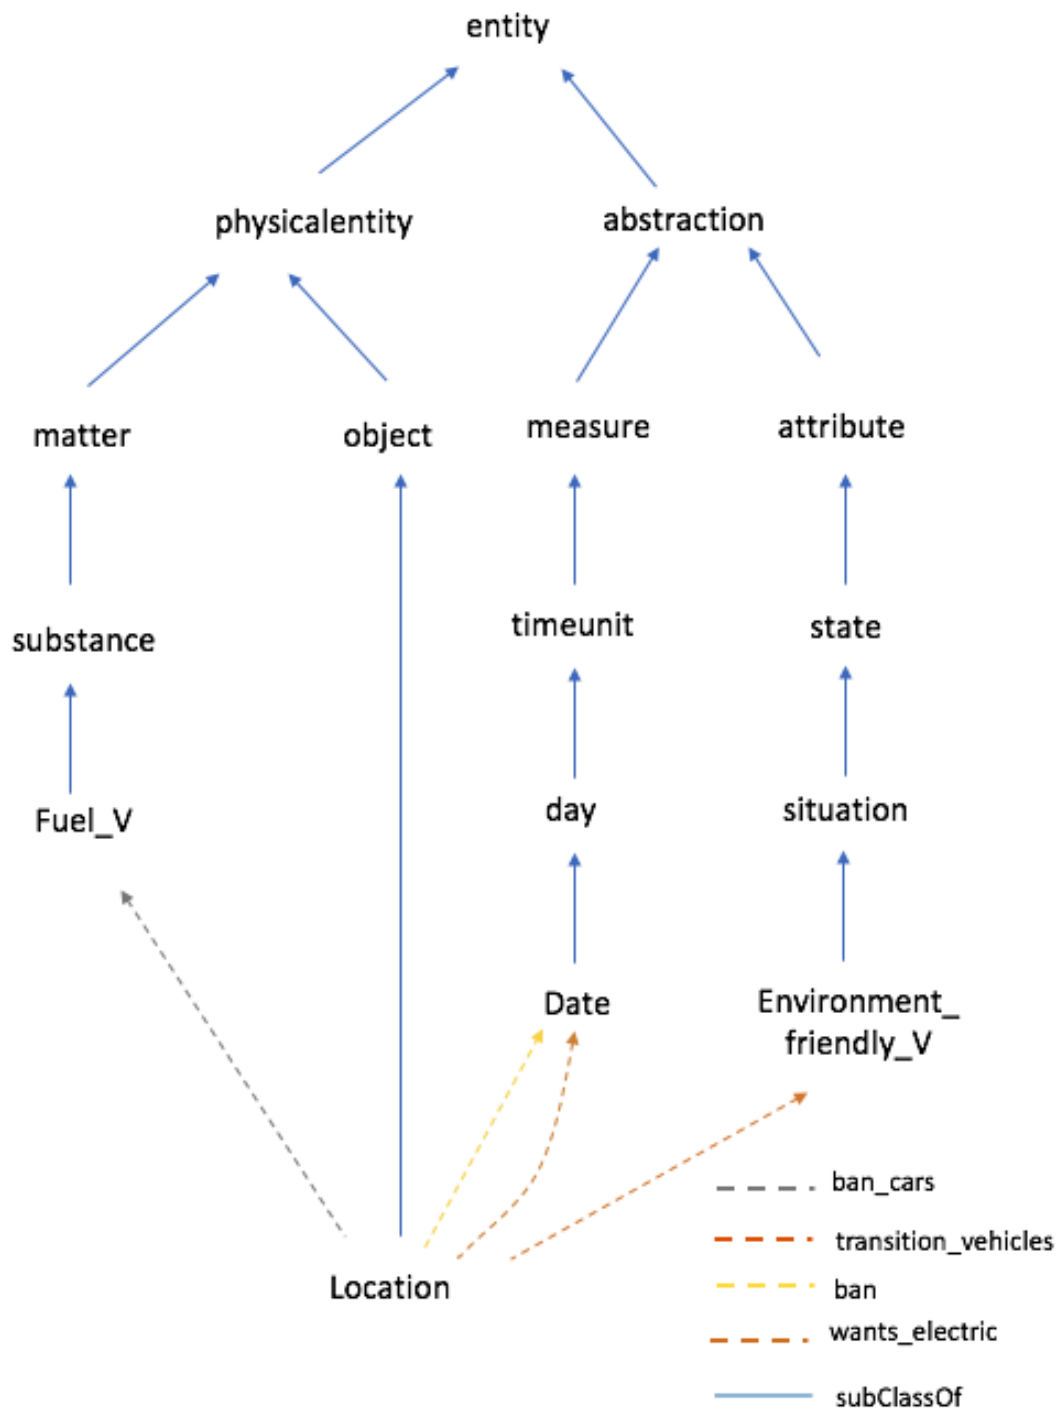 entity
physicalentity
abstraction
matter
object
measure
attribute
substance
timeunit
state
Fuel_V
day
situation
Date
Environment_
friendly_V
Location
ban_cars
transition_vehicles
ban
wants_electric
subClassOf